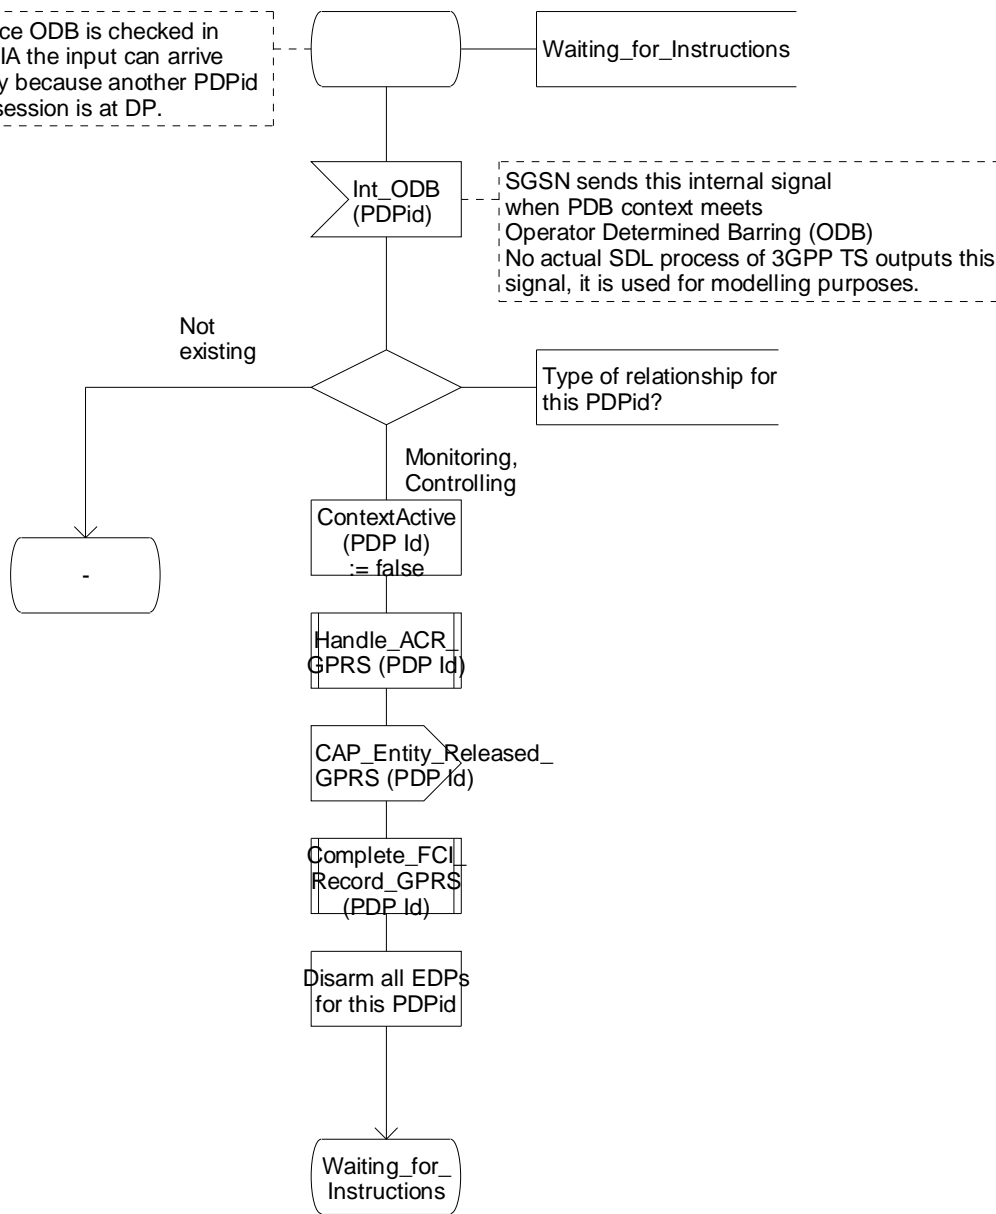 ce ODB is checked in
IA the input can arrive
y because another PDPid
session is at DP.
Waiting_for_Instructions
Int_ODB
(PDPid)
SGSN sends this internal signal
when PDB context meets
Operator Determined Barring (ODB)
No actual SDL process of 3GPP TS outputs this
signal, it is used for modelling purposes.
Not
existing
Type of relationship for
this PDPid?
Monitoring,
Controlling
ContextActive
(PDP Id)
:= false
-
Handle_ACR_
GPRS (PDP Id)
CAP_Entity_Released_
GPRS (PDP Id)
Complete_FCI_
Record_GPRS
(PDP Id)
Disarm all EDPs
for this PDPid
Waiting_for_
Instructions